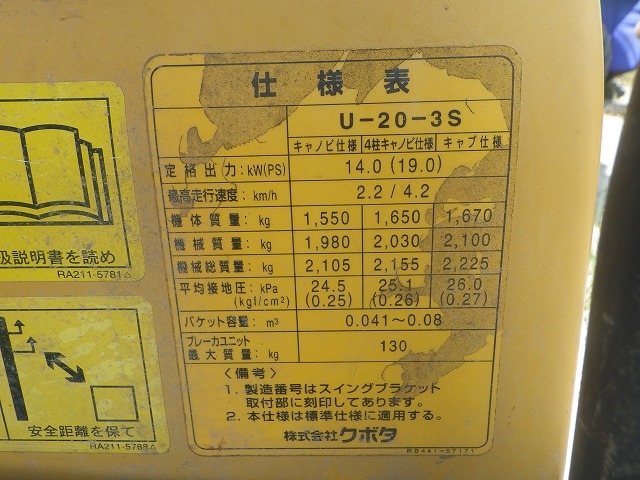 仕様表
U-20-3S
キャノピ仕様 4柱キャノピ仕様 キャブ仕様
定格出力: kW(PS) 14.0 (19.0)
最高走行速度: km/h 2.2 / 4.2
機体質量: kg 1,550 1,650 1,670
機械質量: kg 1,980 2,030 2,100
機械総質量: kg 2,105 2,155 2,225
平均接地圧: kPa 24.5 25.1 26.0
(kgf/cm²) (0.25) (0.26) (0.27)
バケット容量: m³ 0.041～0.08
ブレーカユニット
最大質量: kg 130
〈備考〉
1. 製造番号はスイングブラケット
取付部に刻印してあります。
2. 本仕様は標準仕様に適用する。
株式会社クボタ
RB441-57171
扱説明書を読め
RA211-5781
安全距離を保て
RA211-5788